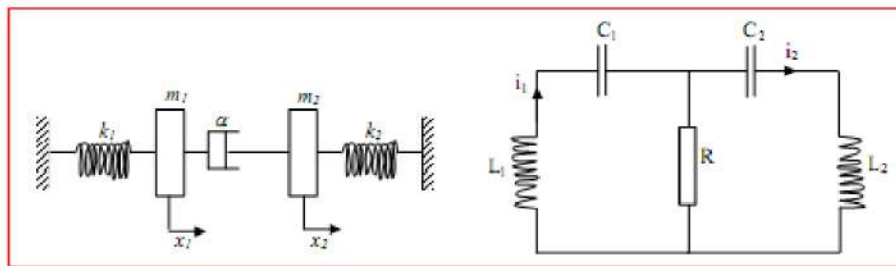 k₁
m₁
α
m₂
k₂
x₁
x₂
C₁
C₂
i₁
i₂
L₁
R
L₂